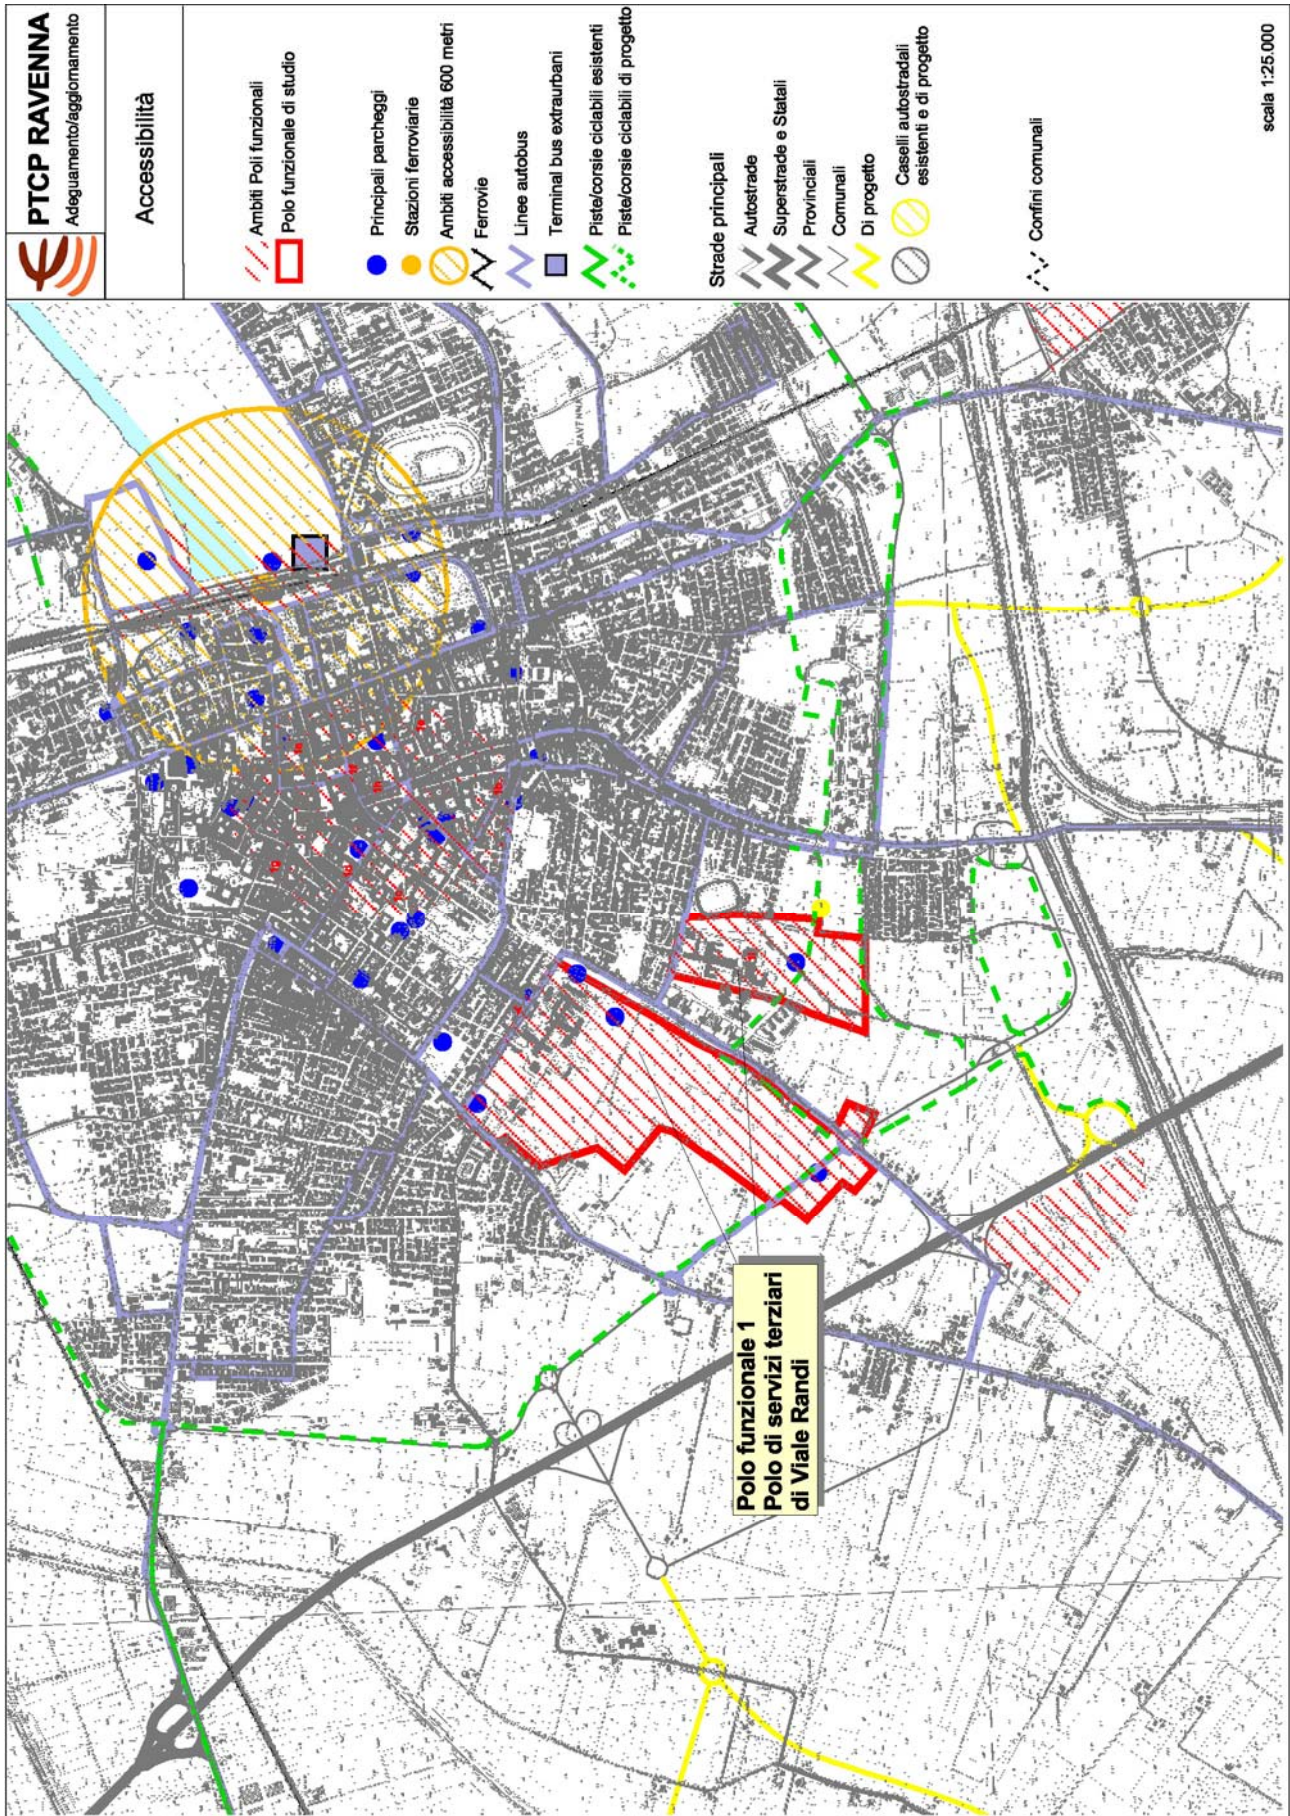 PTCP RAVENNA
Adeguamento/aggiornamento
Accessibilità
Ambiti Poli funzionali
Polo funzionale di studio
Principali parcheggi
Stazioni ferroviarie
Ambiti accessibilità 600 metri
Ferrovie
Linee autobus
Terminal bus extraurbani
Piste/corsie ciclabili esistenti
Piste/corsie ciclabili di progetto
Strade principali
Autostrade
Superstrade e Statali
Provinciali
Comunali
Di progetto
Caselli autostradali
esistenti e di progetto
Confini comunali
scala 1:25.000
Polo funzionale 1
Polo di servizi terziari
di Viale Randi